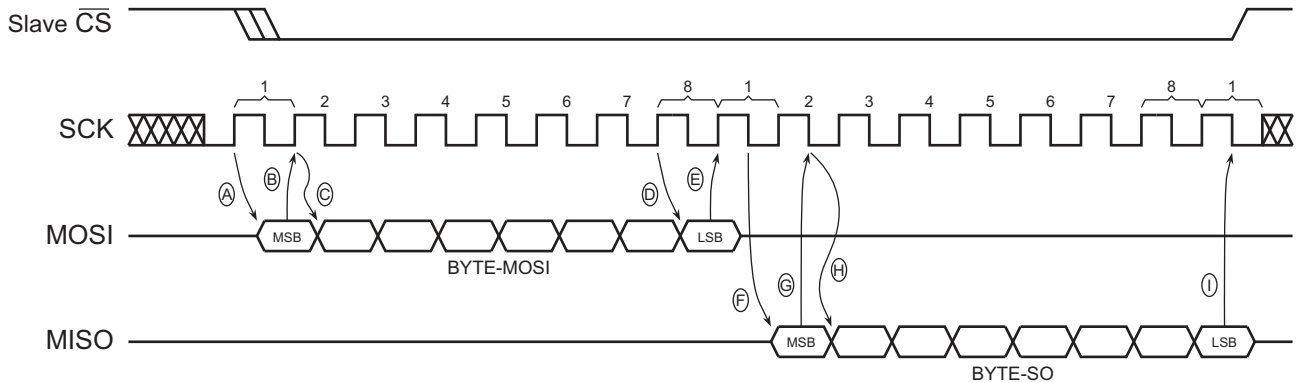 Slave CS
1 8 1 8 1
SCK 2 3 4 5 6 7 2 3 4 5 6 7
A B C D E
MOSI MSB LSB
BYTE-MOSI
F G H I
MISO MSB LSB
BYTE-SO